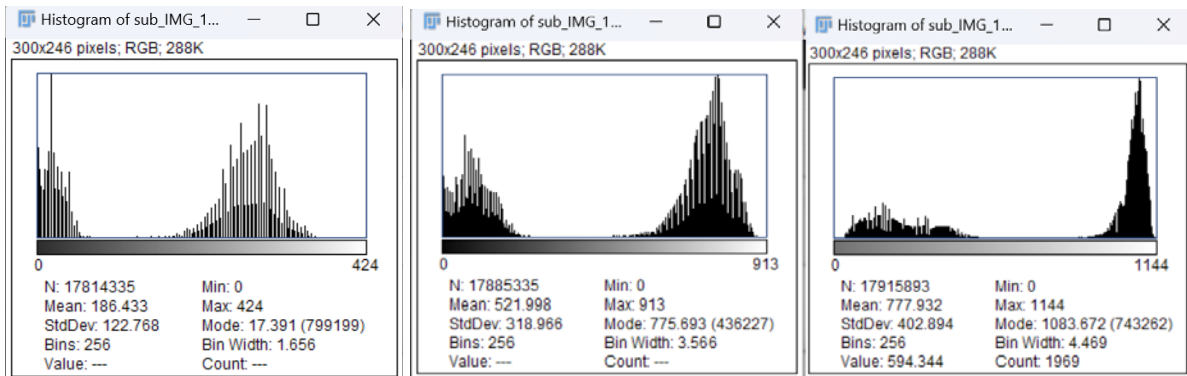 Histogram of sub_IMG_1...
300x246 pixels; RGB; 288K
0 424
N: 17814335 Min: 0
Mean: 186.433 Max: 424
StdDev: 122.768 Mode: 17.391 (799199)
Bins: 256 Bin Width: 1.656
Value: --- Count: ---
Histogram of sub_IMG_1...
300x246 pixels; RGB; 288K
0 913
N: 17885335 Min: 0
Mean: 521.998 Max: 913
StdDev: 318.966 Mode: 775.693 (436227)
Bins: 256 Bin Width: 3.566
Value: --- Count: ---
Histogram of sub_IMG_1...
300x246 pixels; RGB; 288K
0 1144
N: 17915893 Min: 0
Mean: 777.932 Max: 1144
StdDev: 402.894 Mode: 1083.672 (743262)
Bins: 256 Bin Width: 4.469
Value: 594.344 Count: 1969